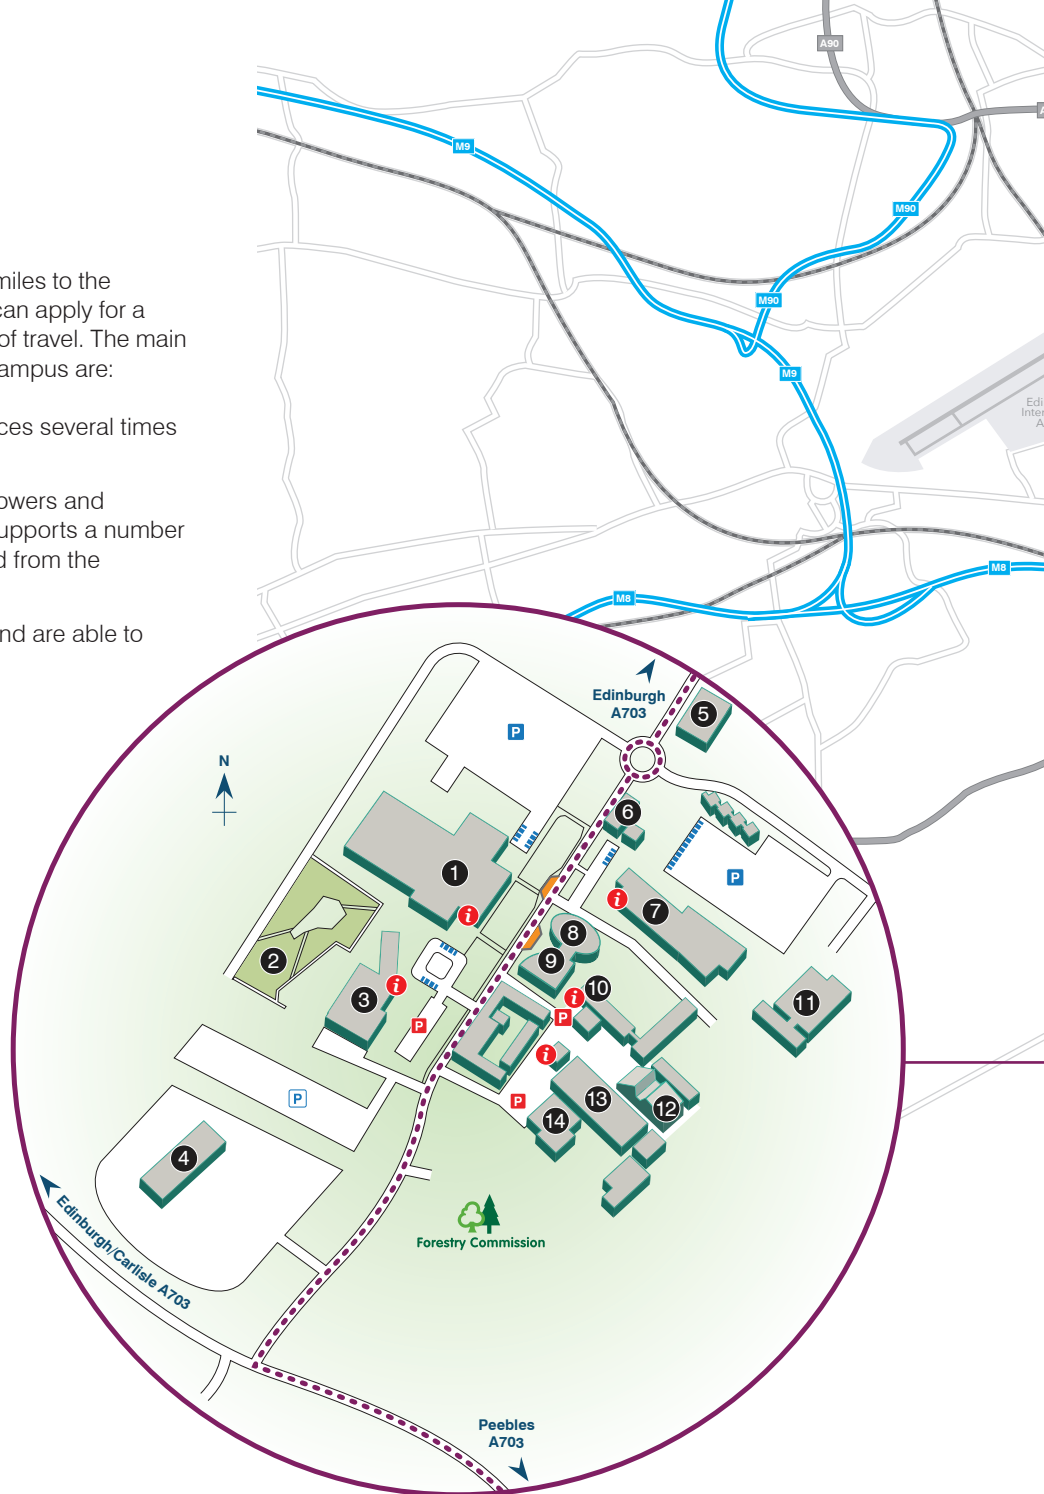 miles to the
can apply for a
of travel. The main
ampus are:
ces several times
owers and
upports a number
d from the
nd are able to
A90
M9
M90
M90
M9
Edi
Inter
A
M8
M8
Edinburgh
A703
N
P
P
P
P
P
P
1
2
3
4
5
6
7
8
9
10
11
12
13
14
i
i
i
i
i
Forestry Commission
Edinburgh/Carlisle A703
Peebles
A703